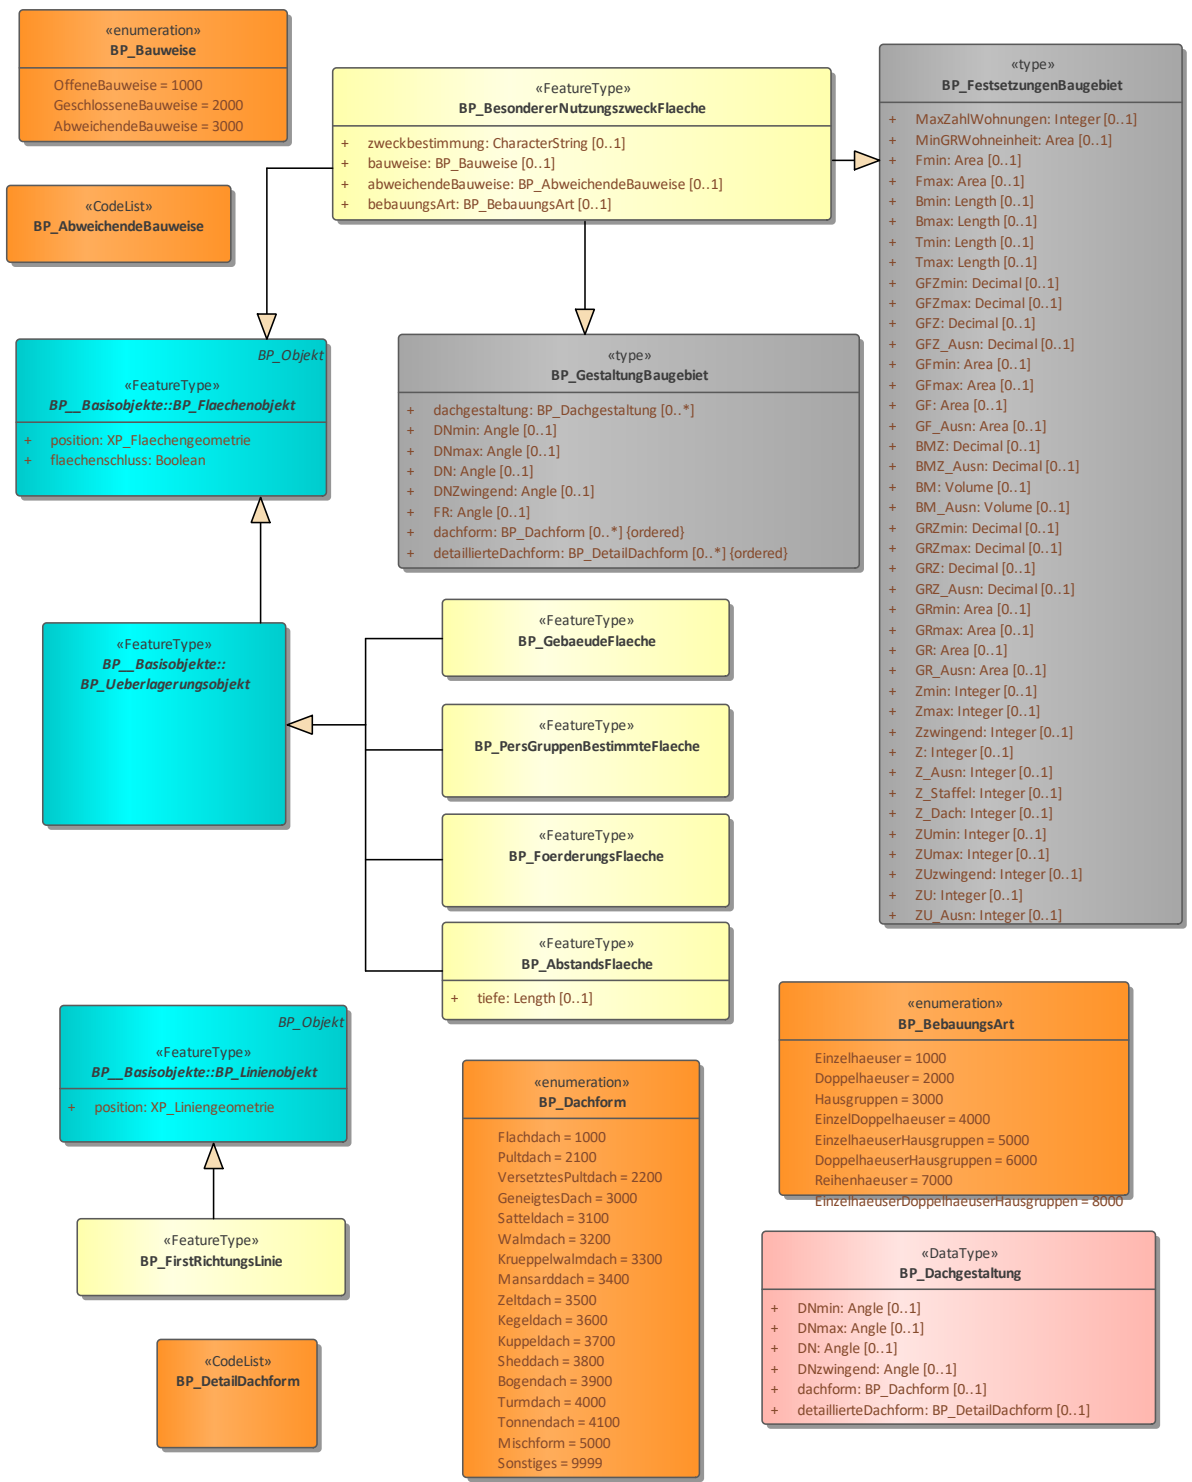 «enumeration»
BP_Bauweise
OffeneBauweise = 1000
GeschlosseneBauweise = 2000
AbweichendeBauweise = 3000
«CodeList»
BP_AbweichendeBauweise
«FeatureType»
BP_BesondererNutzungszweckFlaeche
+ zweckbestimmung: CharacterString [0..1]
+ bauweise: BP_Bauweise [0..1]
+ abweichendeBauweise: BP_AbweichendeBauweise [0..1]
+ bebauungsArt: BP_BebauungsArt [0..1]
«type»
BP_FestsetzungenBaugebiet
+ MaxZahlWohnungen: Integer [0..1]
+ MinGRWohneinheit: Area [0..1]
+ Fmin: Area [0..1]
+ Fmax: Area [0..1]
+ Bmin: Length [0..1]
+ Bmax: Length [0..1]
+ Tmin: Length [0..1]
+ Tmax: Length [0..1]
+ GFZmin: Decimal [0..1]
+ GFZmax: Decimal [0..1]
+ GFZ: Decimal [0..1]
+ GFZ_Ausn: Decimal [0..1]
+ GFmin: Area [0..1]
+ GFmax: Area [0..1]
+ GF: Area [0..1]
+ GF_Ausn: Area [0..1]
+ BMZ: Decimal [0..1]
+ BMZ_Ausn: Decimal [0..1]
+ BM: Volume [0..1]
+ BM_Ausn: Volume [0..1]
+ GRZmin: Decimal [0..1]
+ GRZmax: Decimal [0..1]
+ GRZ: Decimal [0..1]
+ GRZ_Ausn: Decimal [0..1]
+ GRmin: Area [0..1]
+ GRmax: Area [0..1]
+ GR: Area [0..1]
+ GR_Ausn: Area [0..1]
+ Zmin: Integer [0..1]
+ Zmax: Integer [0..1]
+ Zzwingend: Integer [0..1]
+ Z: Integer [0..1]
+ Z_Ausn: Integer [0..1]
+ Z_Staffel: Integer [0..1]
+ Z_Dach: Integer [0..1]
+ ZUmin: Integer [0..1]
+ ZUmax: Integer [0..1]
+ ZUzwingend: Integer [0..1]
+ ZU: Integer [0..1]
+ ZU_Ausn: Integer [0..1]
BP_Objekt
«FeatureType»
BP__Basisobjekte::BP_Flaechenobjekt
+ position: XP_Flaechengeometrie
+ flaechenschluss: Boolean
«type»
BP_GestaltungBaugebiet
+ dachgestaltung: BP_Dachgestaltung [0..*]
+ DNmin: Angle [0..1]
+ DNmax: Angle [0..1]
+ DN: Angle [0..1]
+ DNZwingend: Angle [0..1]
+ FR: Angle [0..1]
+ dachform: BP_Dachform [0..*] {ordered}
+ detaillierteDachform: BP_DetailDachform [0..*] {ordered}
«FeatureType»
BP__Basisobjekte::
BP_Ueberlagerungsobjekt
«FeatureType»
BP_GebaeudeFlaeche
«FeatureType»
BP_PersGruppenBestimmteFlaeche
«FeatureType»
BP_FoerderungsFlaeche
«FeatureType»
BP_AbstandsFlaeche
+ tiefe: Length [0..1]
BP_Objekt
«FeatureType»
BP__Basisobjekte::BP_Linienobjekt
+ position: XP_Liniengeometrie
«FeatureType»
BP_FirstRichtungsLinie
«CodeList»
BP_DetailDachform
«enumeration»
BP_Dachform
Flachdach = 1000
Pultdach = 2100
VersetztesPultdach = 2200
GeneigtesDach = 3000
Satteldach = 3100
Walmdach = 3200
Krueppelwalmdach = 3300
Mansarddach = 3400
Zeltdach = 3500
Kegeldach = 3600
Kuppeldach = 3700
Sheddach = 3800
Bogendach = 3900
Turmdach = 4000
Tonnendach = 4100
Mischform = 5000
Sonstiges = 9999
«enumeration»
BP_BebauungsArt
Einzelhaeuser = 1000
Doppelhaeuser = 2000
Hausgruppen = 3000
EinzelDoppelhaeuser = 4000
EinzelhaeuserHausgruppen = 5000
DoppelhaeuserHausgruppen = 6000
Reihenhaeuser = 7000
EinzelhaeuserDoppelhaeuserHausgruppen = 8000
«DataType»
BP_Dachgestaltung
+ DNmin: Angle [0..1]
+ DNmax: Angle [0..1]
+ DN: Angle [0..1]
+ DNzwingend: Angle [0..1]
+ dachform: BP_Dachform [0..1]
+ detaillierteDachform: BP_DetailDachform [0..1]